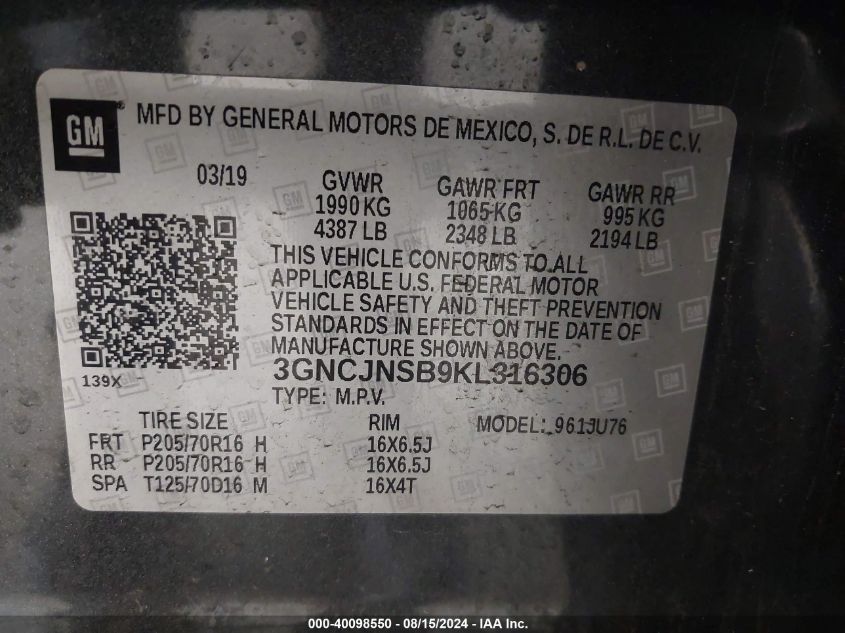 GM
MFD BY GENERAL MOTORS DE MEXICO, S. DE R.L. DE C.V.
03/19 GVWR GAWR FRT GAWR RR
1990 KG 1065 KG 995 KG
4387 LB 2348 LB 2194 LB
THIS VEHICLE CONFORMS TO ALL
APPLICABLE U.S. FEDERAL MOTOR
VEHICLE SAFETY AND THEFT PREVENTION
STANDARDS IN EFFECT ON THE DATE OF
MANUFACTURE SHOWN ABOVE.
139X
3GNCJNSB9KL316306
TYPE: M.P.V.
TIRE SIZE RIM MODEL: 961JU76
FRT P205/70R16 H 16X6.5J
RR P205/70R16 H 16X6.5J
SPA T125/70D16 M 16X4T
000-40098550 - 08/15/2024 - IAA Inc.